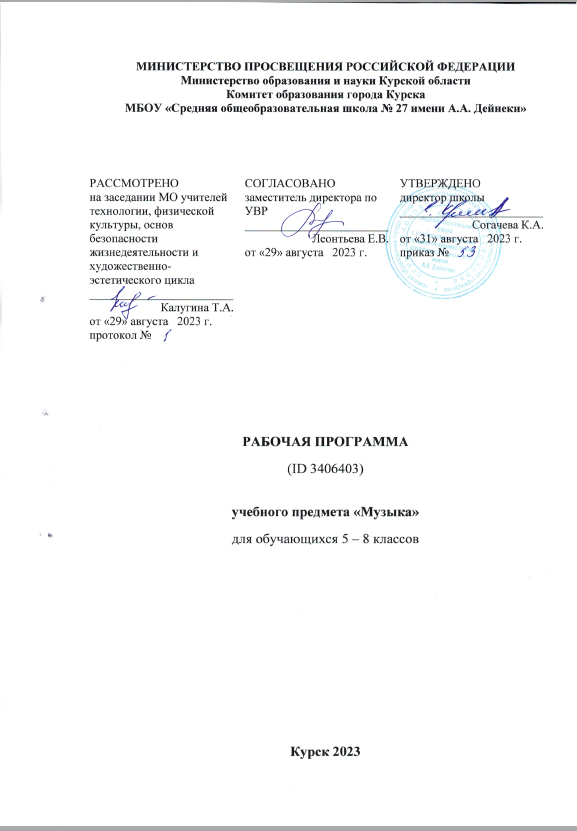 МИНИСТЕРСТВО ПРОСВЕЩЕНИЯ РОССИЙСКОЙ ФЕДЕРАЦИИ
Министерство образования и науки Курской области
Комитет образования города Курска
МБОУ «Средняя общеобразовательная школа № 27 имени А.А. Дейнеки»
РАССМОТРЕНО
на заседании МО учителей
технологии, физической
культуры, основ
безопасности
жизнедеятельности и
художественно-
эстетического цикла
Калугина Т.А.
от «29» августа 2023 г.
протокол № 1
СОГЛАСОВАНО
заместитель директора по
УВР
Леонтьева Е.В.
от «29» августа 2023 г.
УТВЕРЖДЕНО
директор школы
Согачева К.А.
от «31» августа 2023 г.
приказ № 53
РАБОЧАЯ ПРОГРАММА
(ID 3406403)
учебного предмета «Музыка»
для обучающихся 5 – 8 классов
Курск 2023